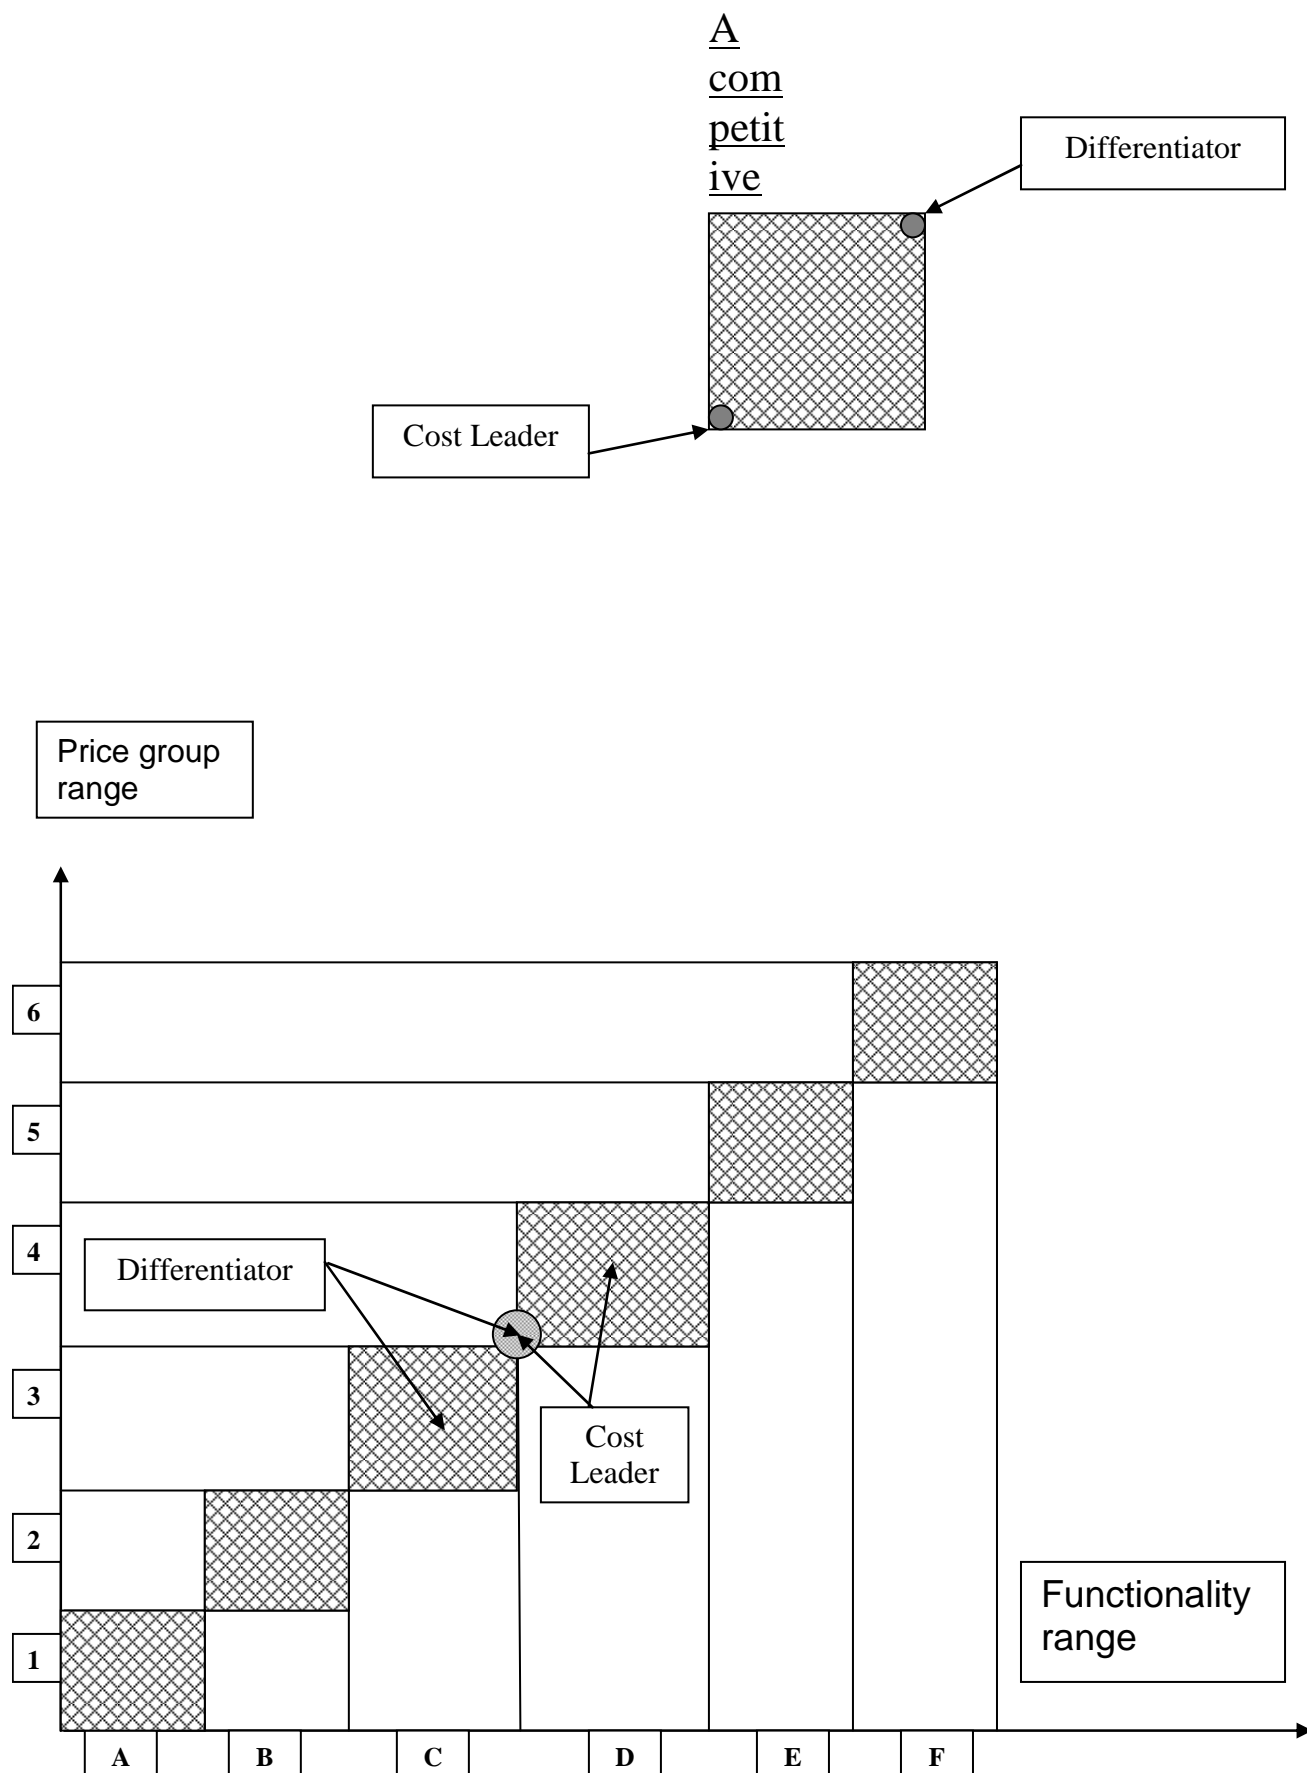 A
com
petit
ive
Differentiator
Cost Leader
Price group
range
6
5
4
Differentiator
3
Cost
Leader
2
Functionality
range
1
A
B
C
D
E
F